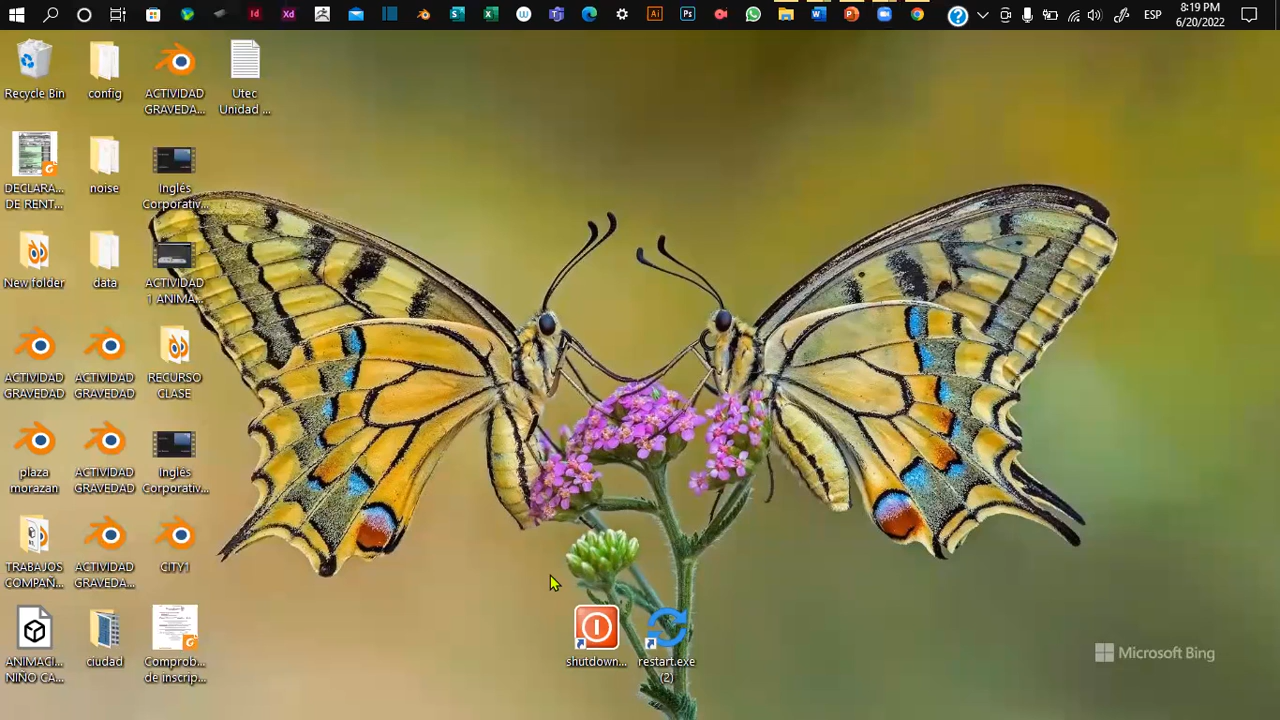 ESP
8:19 PM
6/20/2022
Recycle Bin
config
ACTIVIDAD
GRAVEDA...
Utec
Unidad ...
DECLARA...
DE RENT...
noise
Ingles
Corporativ...
New folder
data
ACTIVIDAD
1 ANIMA...
ACTIVIDAD
GRAVEDAD
ACTIVIDAD
GRAVEDAD
RECURSO
CLASE
plaza
morazan
ACTIVIDAD
GRAVEDAD
Ingles
Corporativ...
TRABAJOS
COMPAÑ...
ACTIVIDAD
GRAVEDA...
CITY1
ANIMACI...
NIÑO CA...
ciudad
Comprob...
de inscrip...
shutdown...
restart.exe
(2)
Microsoft Bing